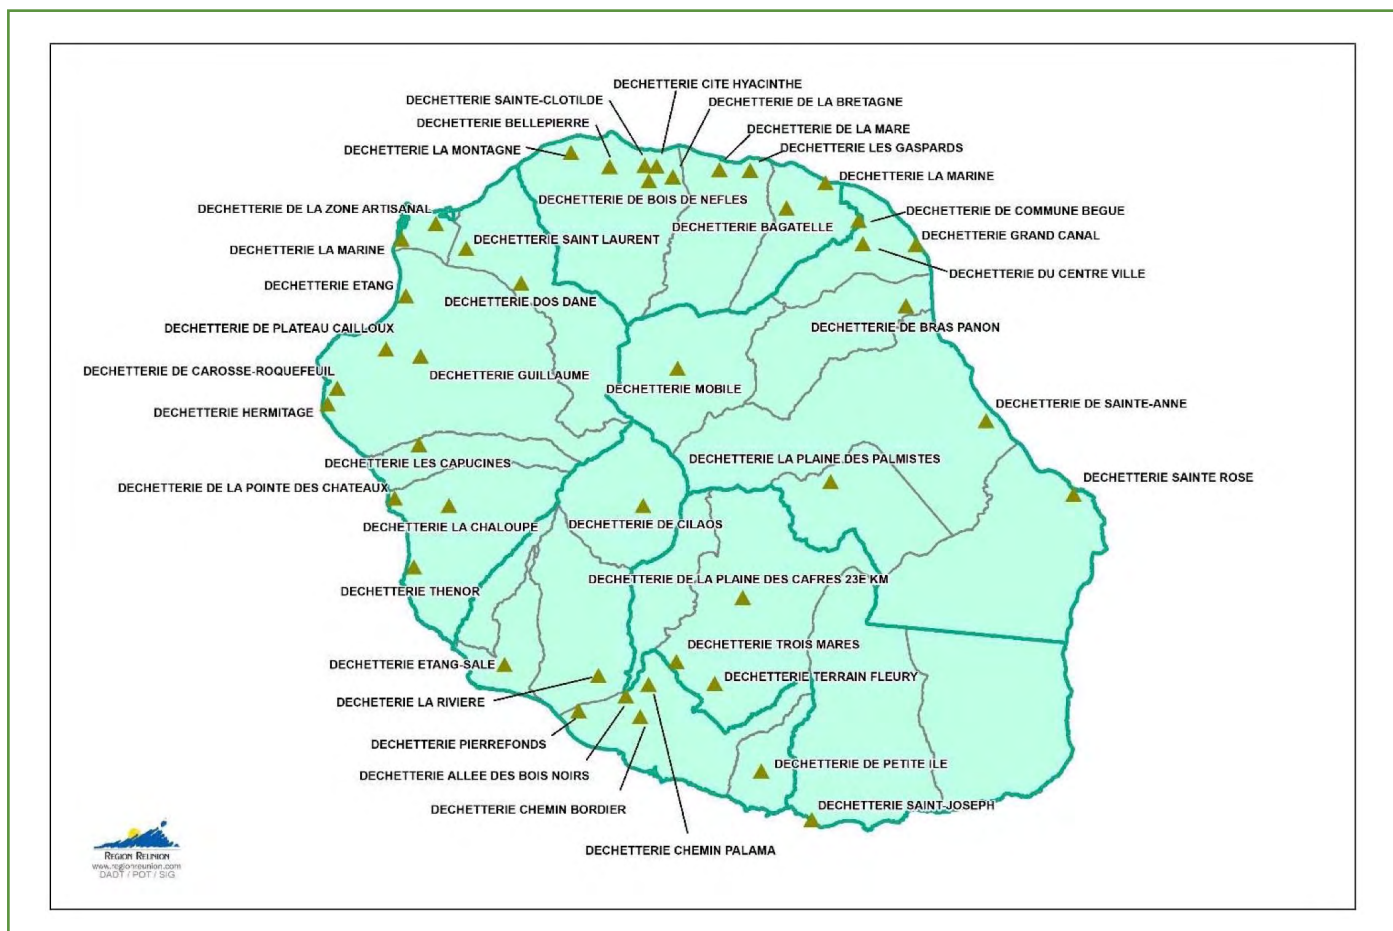 DECHETTERIE CITE HYACINTHE
DECHETTERIE SAINTE-CLOTILDE
DECHETTERIE DE LA BRETAGNE
DECHETTERIE BELLEPIERRE
DECHETTERIE DE LA MARE
DECHETTERIE LA MONTAGNE
DECHETTERIE LES GASPARDS
DECHETTERIE LA MARINE
DECHETTERIE DE BOIS DE NEFLES
DECHETTERIE DE LA ZONE ARTISANAL
DECHETTERIE DE COMMUNE BEGUE
DECHETTERIE BAGATELLE
DECHETTERIE GRAND CANAL
DECHETTERIE SAINT LAURENT
DECHETTERIE LA MARINE
DECHETTERIE DU CENTRE VILLE
DECHETTERIE ETANG
DECHETTERIE DOS DANE
DECHETTERIE DE PLATEAU CAILLOUX
DECHETTERIE DE BRAS PANON
DECHETTERIE DE CAROSSE-ROQUEFEUIL
DECHETTERIE GUILLAUME
DECHETTERIE MOBILE
DECHETTERIE HERMITAGE
DECHETTERIE DE SAINTE-ANNE
DECHETTERIE LES CAPUCINES
DECHETTERIE LA PLAINE DES PALMISTES
DECHETTERIE SAINTE ROSE
DECHETTERIE DE LA POINTE DES CHATEAUX
DECHETTERIE LA CHALOUPE
DECHETTERIE DE CILAOS
DECHETTERIE DE LA PLAINE DES CAFRES 23E KM
DECHETTERIE THENOR
DECHETTERIE TROIS MARES
DECHETTERIE ETANG-SALE
DECHETTERIE TERRAIN FLEURY
DECHETERIE LA RIVIERE
DECHETTERIE PIERREFONDS
DECHETTERIE DE PETITE ILE
DECHETTERIE ALLEE DES BOIS NOIRS
DECHETTERIE SAINT-JOSEPH
DECHETTERIE CHEMIN BORDIER
DECHETTERIE CHEMIN PALAMA
REGION REUNION
www.regionreunion.com
DADT / POT / SIG